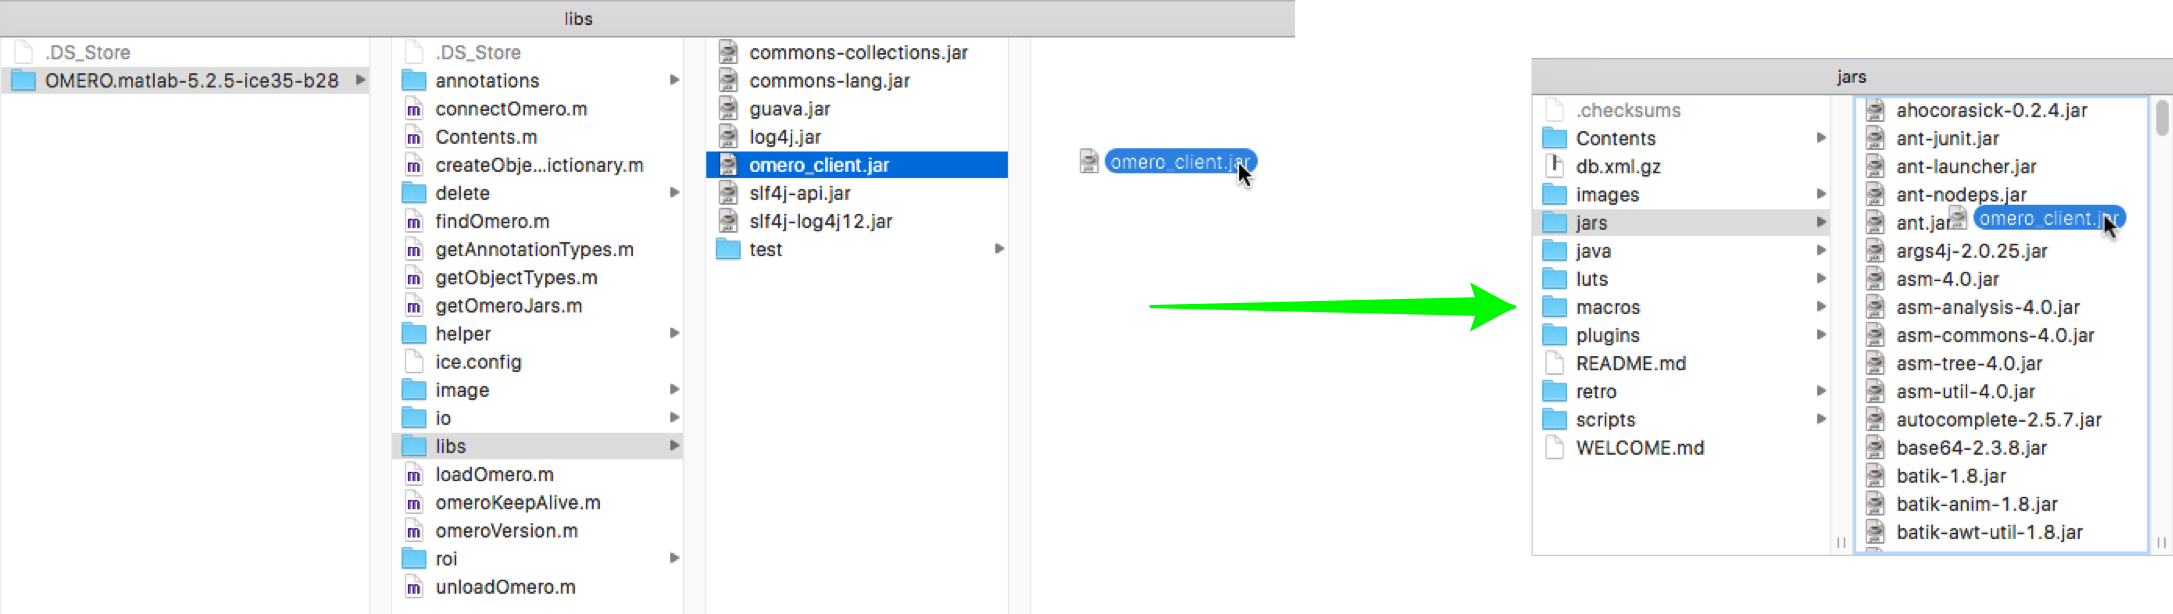 libs
.DS_Store
OMERO.matlab-5.2.5-ice35-b28
.DS_Store
annotations
connectOmero.m
Contents.m
createObje...ictionary.m
delete
findOmero.m
getAnnotationTypes.m
getObjectTypes.m
getOmeroJars.m
helper
ice.config
image
io
libs
loadOmero.m
omeroKeepAlive.m
omeroVersion.m
roi
unloadOmero.m
commons-collections.jar
commons-lang.jar
guava.jar
log4j.jar
omero_client.jar
slf4j-api.jar
slf4j-log4j12.jar
test
omero_client.jar
jars
.checksums
Contents
db.xml.gz
images
jars
java
luts
macros
plugins
README.md
retro
scripts
WELCOME.md
ahocorasick-0.2.4.jar
ant-junit.jar
ant-launcher.jar
ant-nodeps.jar
ant.jar
omero_client.jar
args4j-2.0.25.jar
asm-4.0.jar
asm-analysis-4.0.jar
asm-commons-4.0.jar
asm-tree-4.0.jar
asm-util-4.0.jar
autocomplete-2.5.7.jar
base64-2.3.8.jar
batik-1.8.jar
batik-anim-1.8.jar
batik-awt-util-1.8.jar